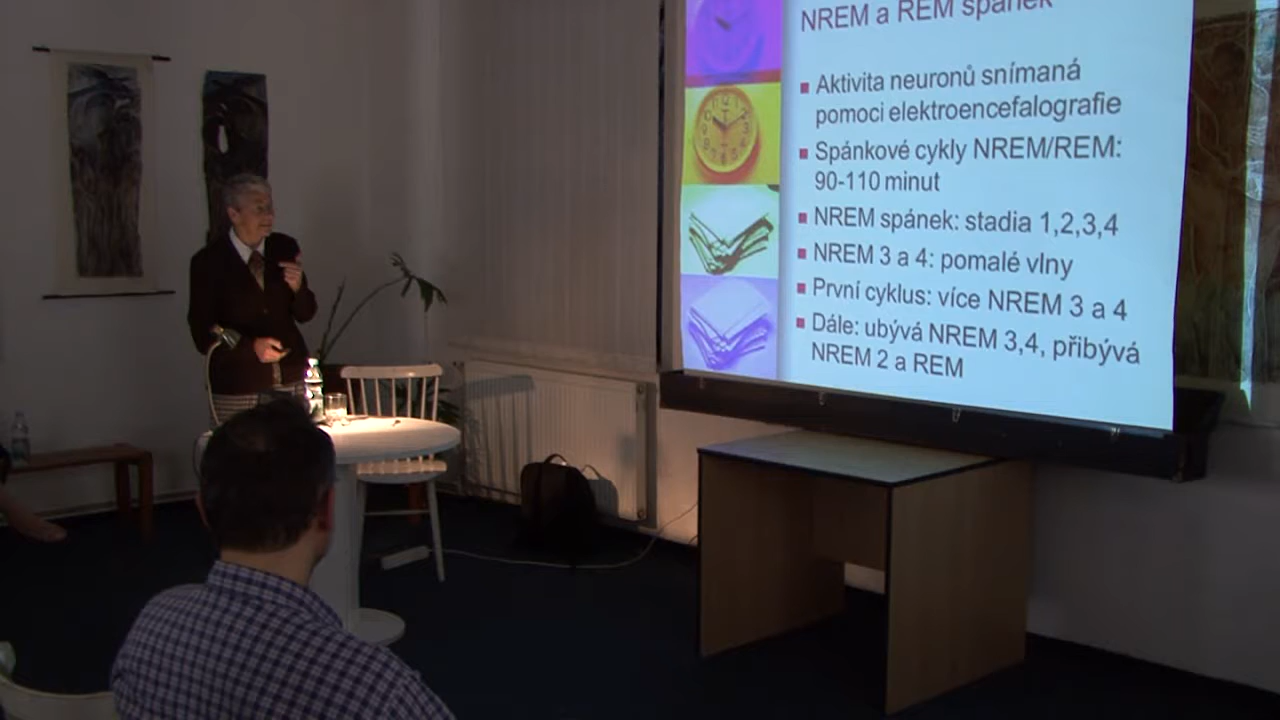 NREM a REM spánek
Aktivita neuronů snímaná
pomoci elektroencefalografie
Spánkové cykly NREM/REM:
90-110 minut
NREM spánek: stadia 1,2,3,4
NREM 3 a 4: pomalé vlny
První cyklus: více NREM 3 a 4
Dále: ubývá NREM 3,4, přibývá
NREM 2 a REM